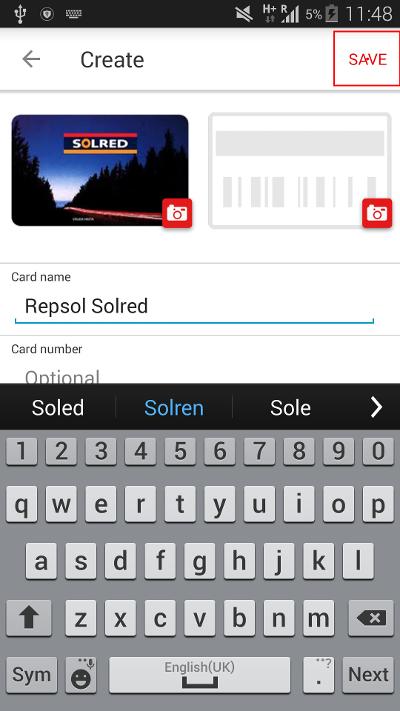 H+ R 5% 11:48
Create SAVE
SOLRED
Card name
Repsol Solred
Card number
Optional
Soled Solren Sole
1 2 3 4 5 6 7 8 9 0
q w e r t y u i o p
a s d f g h j k l
z x c v b n m
Sym English(UK) . ? Next